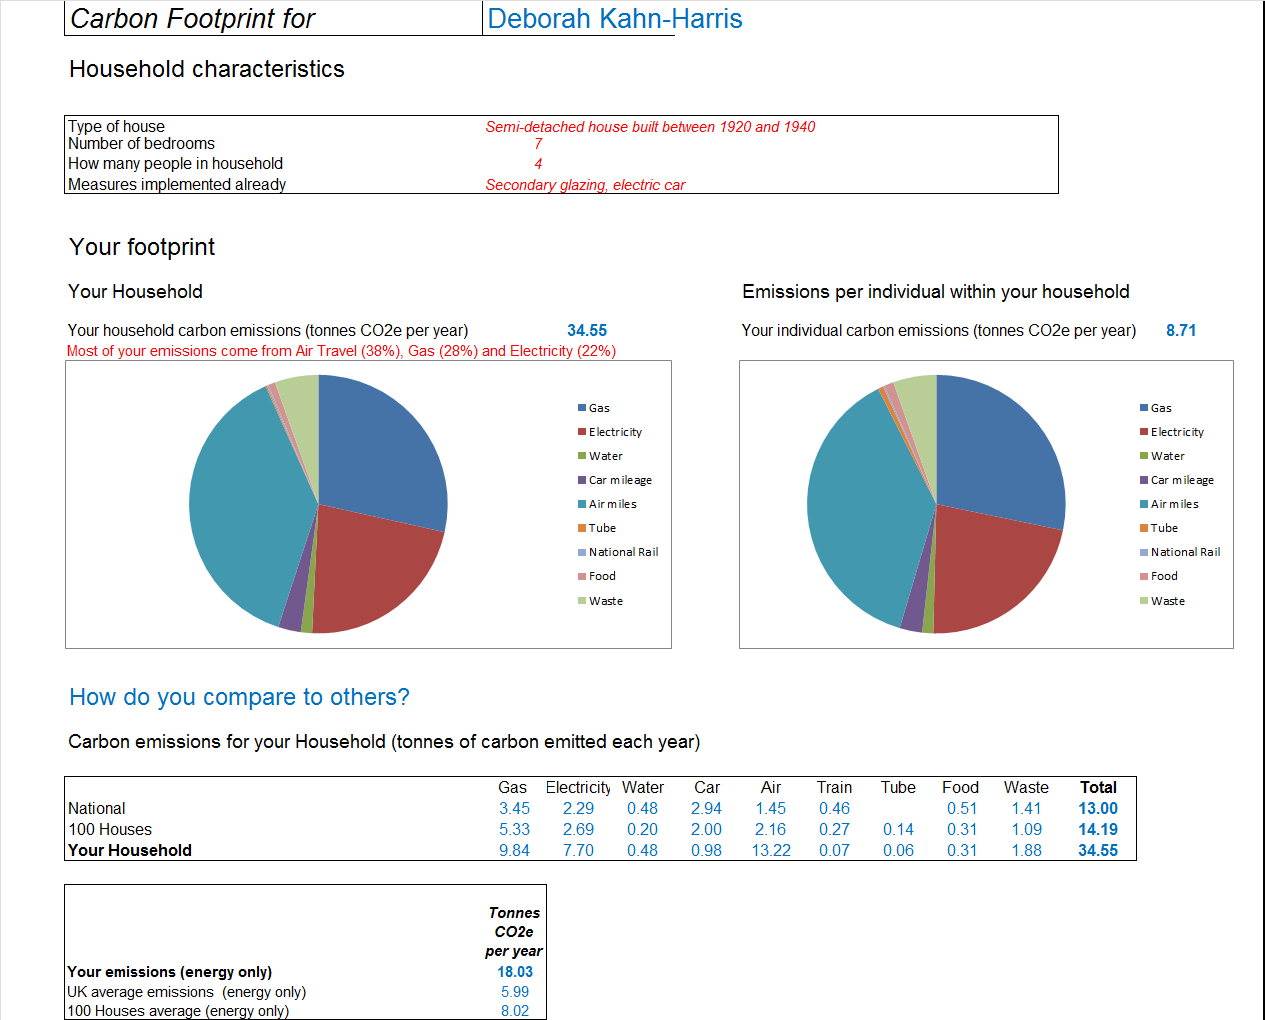 Carbon Footprint for Deborah Kahn-Harris
Household characteristics
Type of house Semi-detached house built between 1920 and 1940
Number of bedrooms 7
How many people in household 4
Measures implemented already Secondary glazing, electric car
Your footprint
Your Household
Your household carbon emissions (tonnes CO2e per year) 34.55
Most of your emissions come from Air Travel (38%), Gas (28%) and Electricity (22%)
Gas
Electricity
Water
Car mileage
Air miles
Tube
National Rail
Food
Waste
Emissions per individual within your household
Your individual carbon emissions (tonnes CO2e per year) 8.71
Gas
Electricity
Water
Car mileage
Air miles
Tube
National Rail
Food
Waste
How do you compare to others?
Carbon emissions for your Household (tonnes of carbon emitted each year)
Gas Electricity Water Car Air Train Tube Food Waste Total
National 3.45 2.29 0.48 2.94 1.45 0.46 0.51 1.41 13.00
100 Houses 5.33 2.69 0.20 2.00 2.16 0.27 0.14 0.31 1.09 14.19
Your Household 9.84 7.70 0.48 0.98 13.22 0.07 0.06 0.31 1.88 34.55
Tonnes
CO2e
per year
Your emissions (energy only) 18.03
UK average emissions (energy only) 5.99
100 Houses average (energy only) 8.02